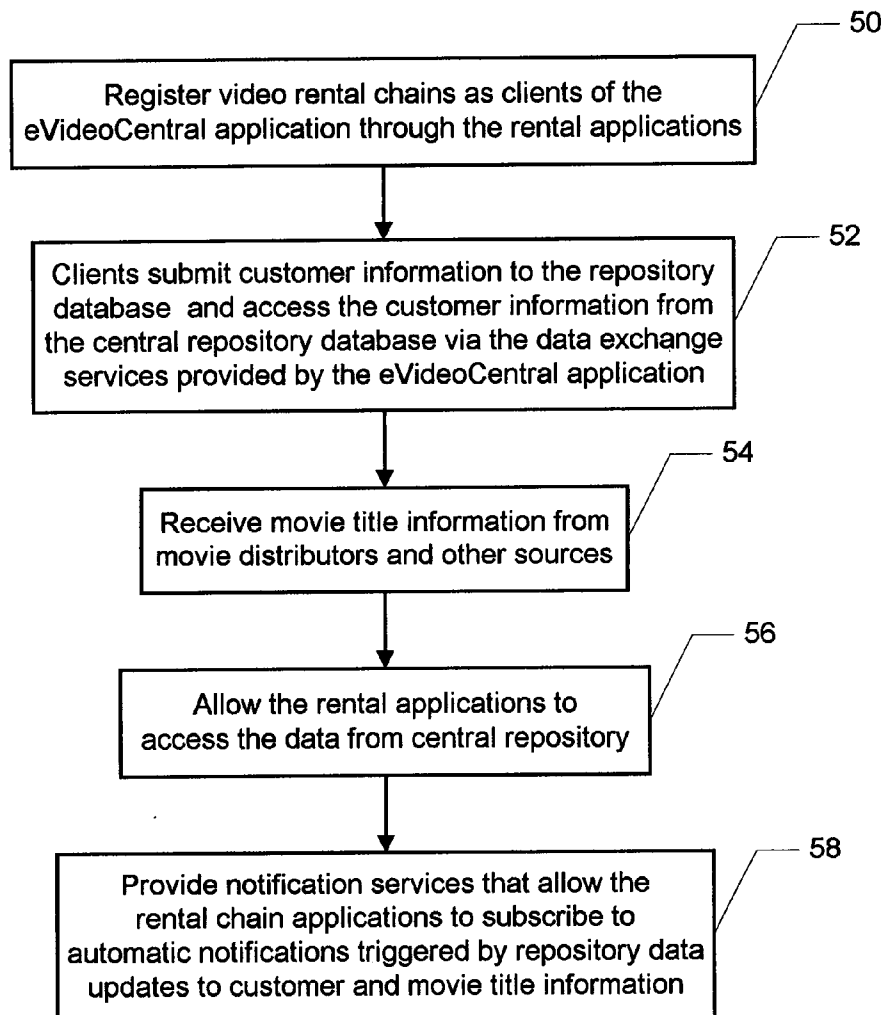 50
Register video rental chains as clients of the
eVideoCentral application through the rental applications
52
Clients submit customer information to the repository
database and access the customer information from
the central repository database via the data exchange
services provided by the eVideoCentral application
54
Receive movie title information from
movie distributors and other sources
56
Allow the rental applications to
access the data from central repository
58
Provide notification services that allow the
rental chain applications to subscribe to
automatic notifications triggered by repository data
updates to customer and movie title information